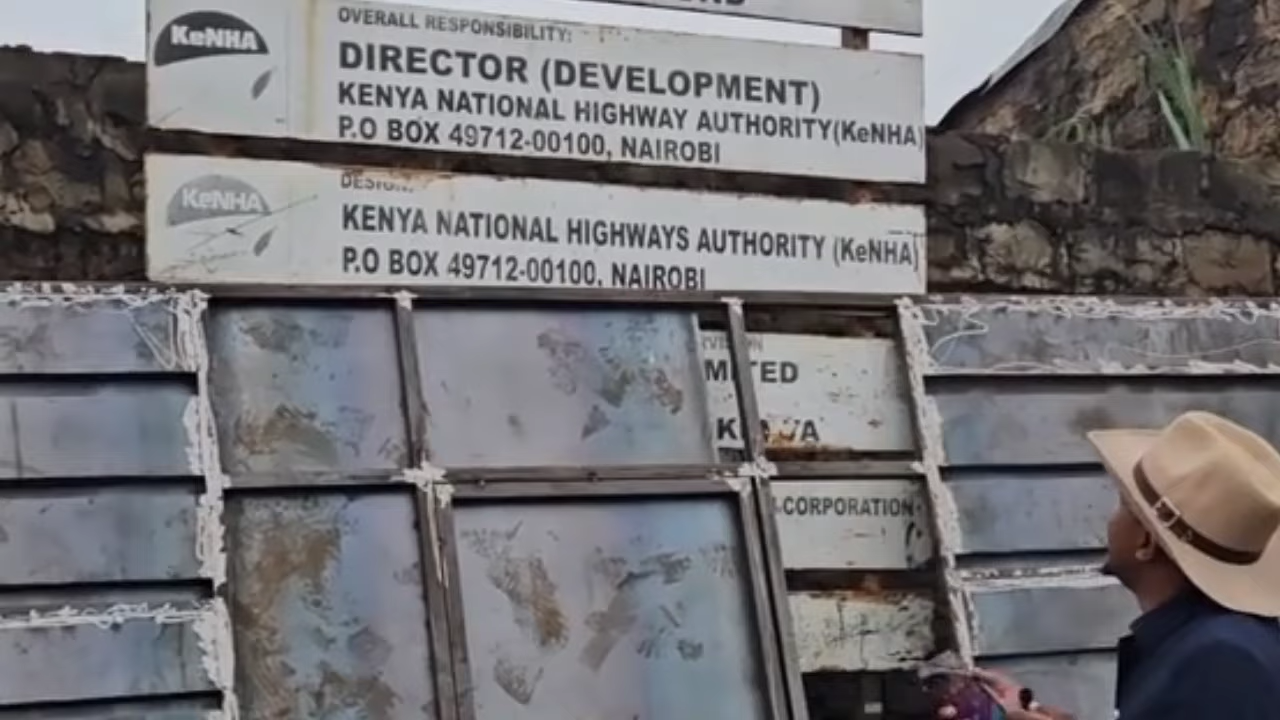 KeNHA
OVERALL RESPONSIBILITY:
DIRECTOR (DEVELOPMENT)
KENYA NATIONAL HIGHWAY AUTHORITY(KeNHA)
P.O BOX 49712-00100, NAIROBI
KeNHA
DESIGN:
KENYA NATIONAL HIGHWAYS AUTHORITY (KeNHA)
P.O BOX 49712-00100, NAIROBI
CORPORATION